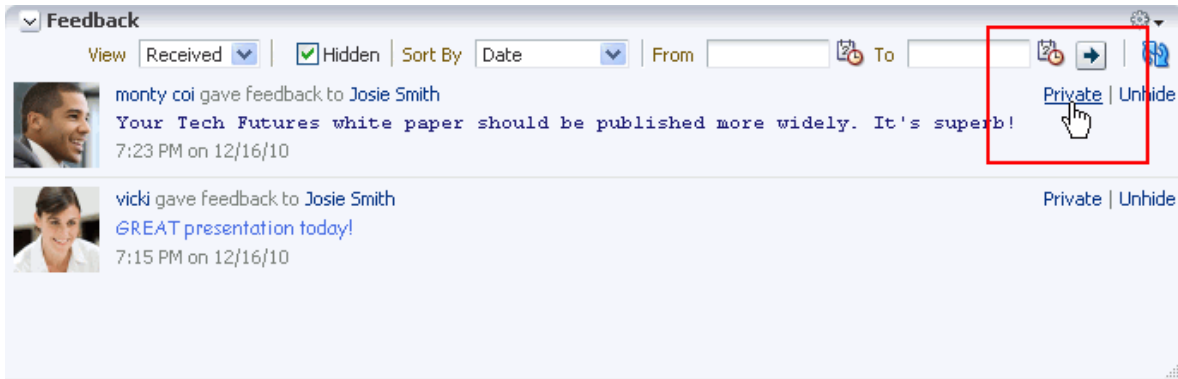 Feedback
View Received Hidden Sort By Date From To
monty coi gave feedback to Josie Smith Private | Unhide
Your Tech Futures white paper should be published more widely. It's superb!
7:23 PM on 12/16/10
vicki gave feedback to Josie Smith Private | Unhide
GREAT presentation today!
7:15 PM on 12/16/10